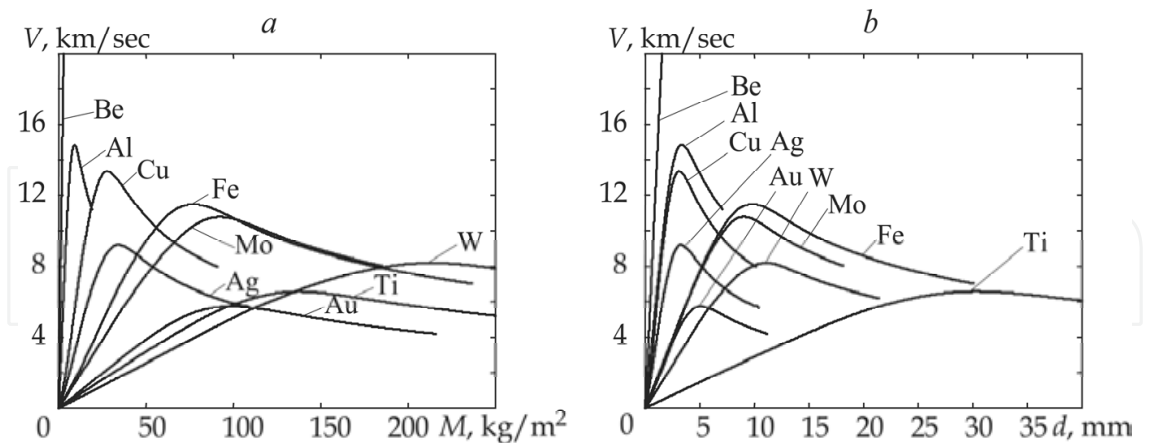 a
V, km/sec
16
12
8
4
0
50
100
150
200
M, kg/m²
Be
Al
Cu
Fe
Mo
Ag
W
Ti
Au
b
V, km/sec
16
12
8
4
0
5
10
15
20
25
30
35
d, mm
Be
Al
Cu
Ag
Au
W
Mo
Fe
Ti